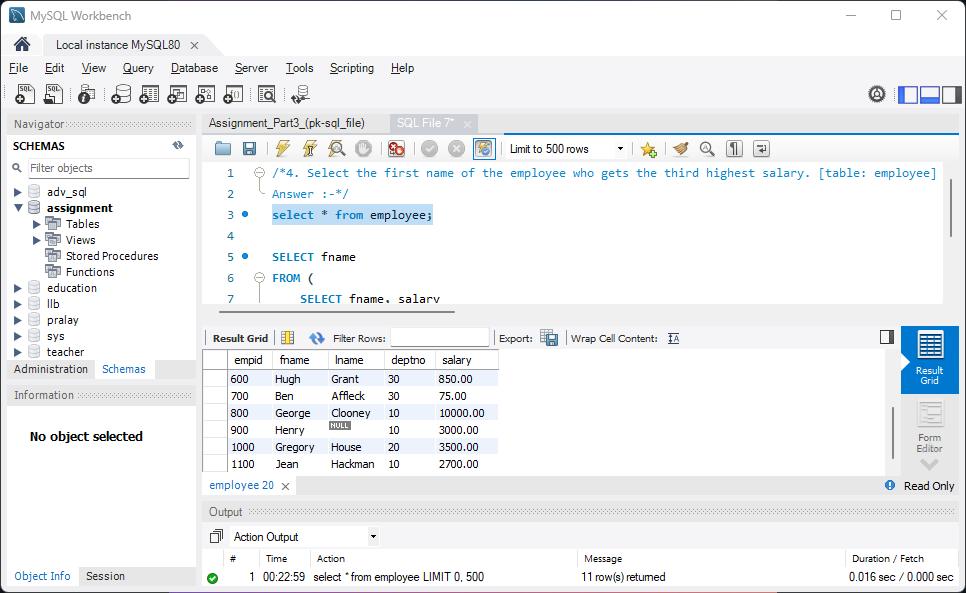 MySQL Workbench
Local instance MySQL80
File Edit View Query Database Server Tools Scripting Help
Navigator
SCHEMAS
Filter objects
adv_sql
assignment
Tables
Views
Stored Procedures
Functions
education
llb
pralay
sys
teacher
Administration Schemas
Information
No object selected
Object Info Session
Assignment_Part3_(pk-sql_file) SQL File 7*
Limit to 500 rows
1 /*4. Select the first name of the employee who gets the third highest salary. [table: employee]
2 Answer :-*/
3 select * from employee;
4
5 SELECT fname
6 FROM (
7 SELECT fname, salary
Result Grid Filter Rows: Export: Wrap Cell Content:
empid fname lname deptno salary
600 Hugh Grant 30 850.00
700 Ben Affleck 30 75.00
800 George Clooney 10 10000.00
900 Henry NULL 10 3000.00
1000 Gregory House 20 3500.00
1100 Jean Hackman 10 2700.00
Result
Grid
Form
Editor
employee 20
Read Only
Output
Action Output
# Time Action Message Duration / Fetch
1 00:22:59 select * from employee LIMIT 0, 500 11 row(s) returned 0.016 sec / 0.000 sec